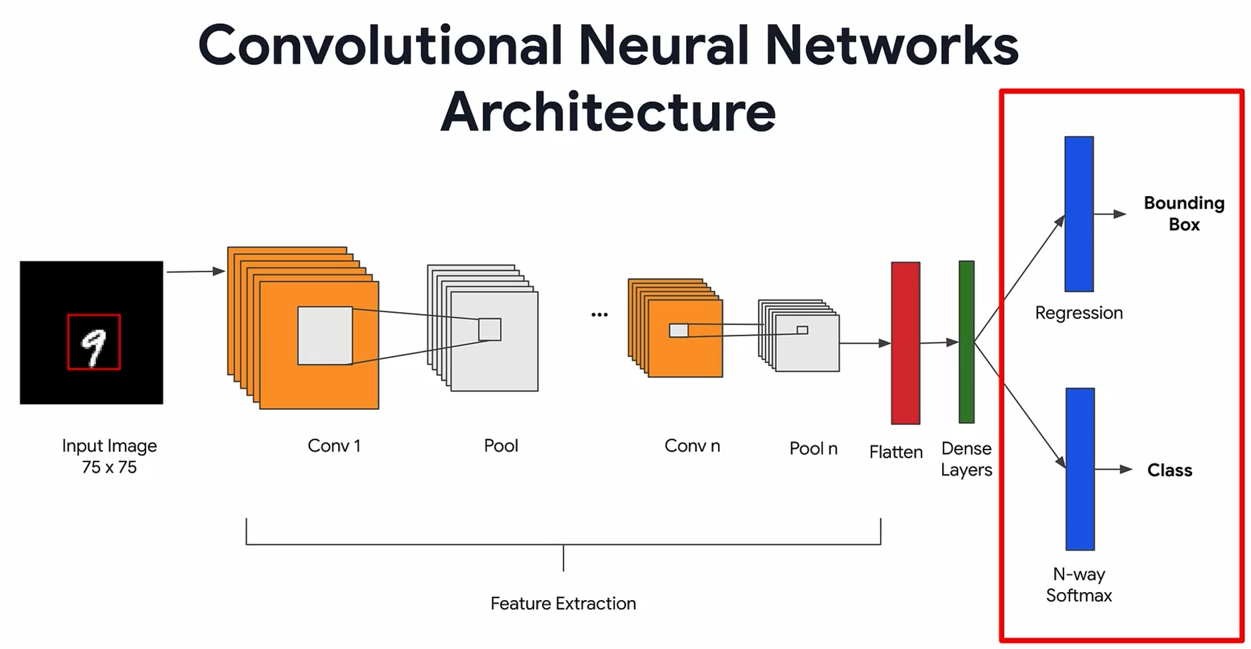 Convolutional Neural Networks
Architecture
9
Input Image
75 x 75
Conv 1
Pool
...
Conv n
Pool n
Flatten
Dense
Layers
Regression
Bounding
Box
N-way
Softmax
Class
Feature Extraction